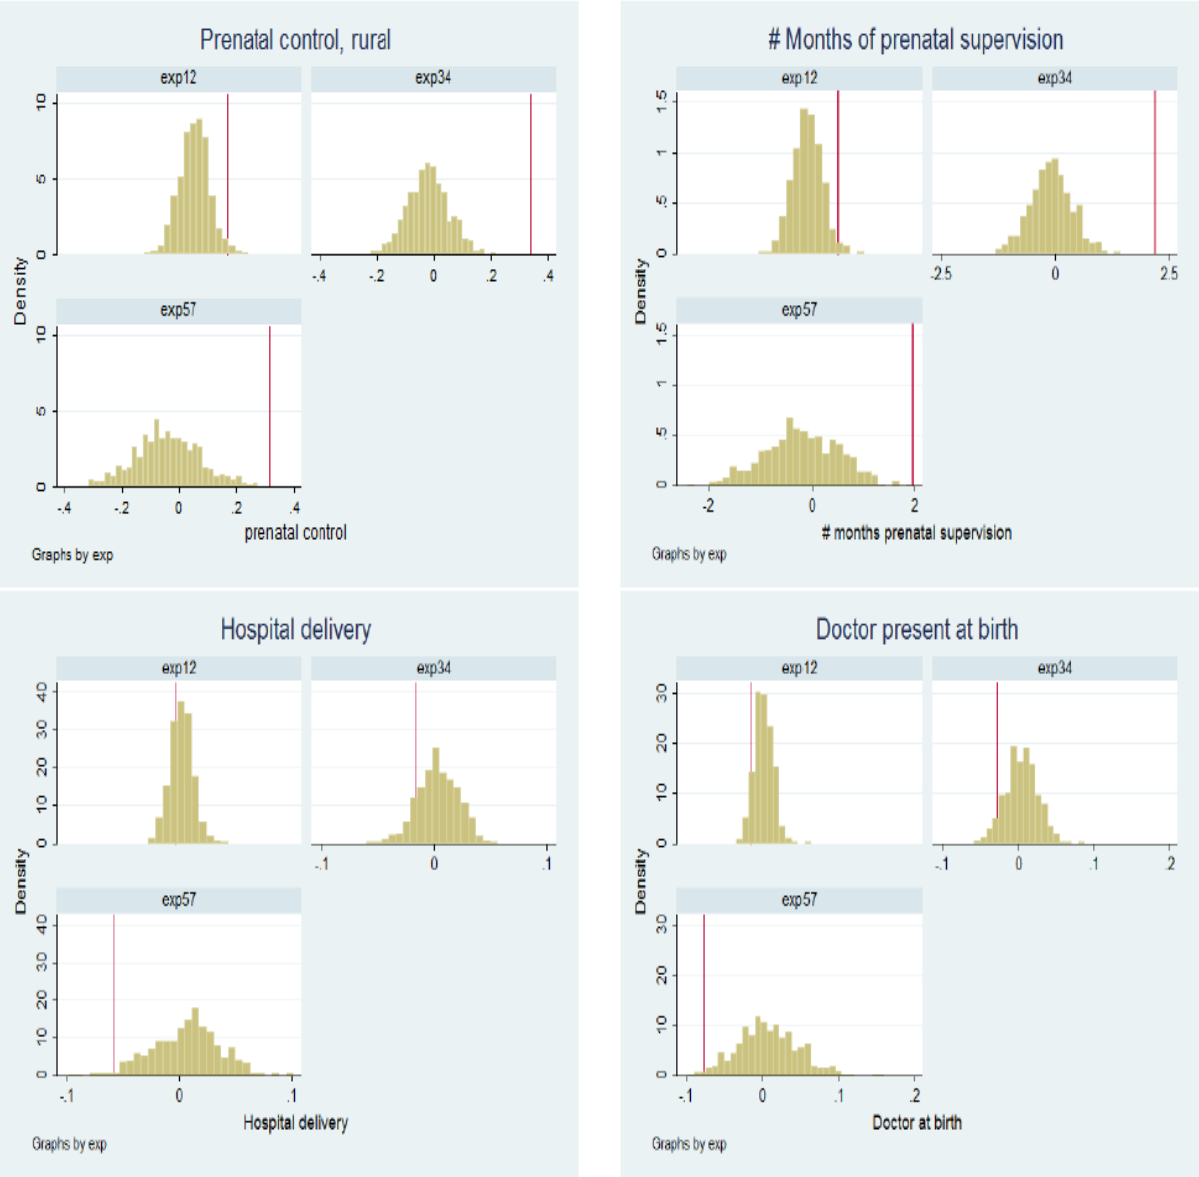 Prenatal control, rural
exp12 exp34
10
5
0
-.4 -.2 0 .2 .4
exp57
10
5
0
-.4 -.2 0 .2 .4
Density
prenatal control
Graphs by exp
# Months of prenatal supervision
exp12 exp34
1.5
1
.5
0
-2.5 0 2.5
exp57
1.5
1
.5
0
-2 0 2
Density
# months prenatal supervision
Graphs by exp
Hospital delivery
exp12 exp34
40
30
20
10
0
-.1 0 .1
exp57
40
30
20
10
0
-.1 0 .1
Density
Hospital delivery
Graphs by exp
Doctor present at birth
exp12 exp34
30
20
10
0
-.1 0 .1 .2
exp57
30
20
10
0
-.1 0 .1 .2
Density
Doctor at birth
Graphs by exp